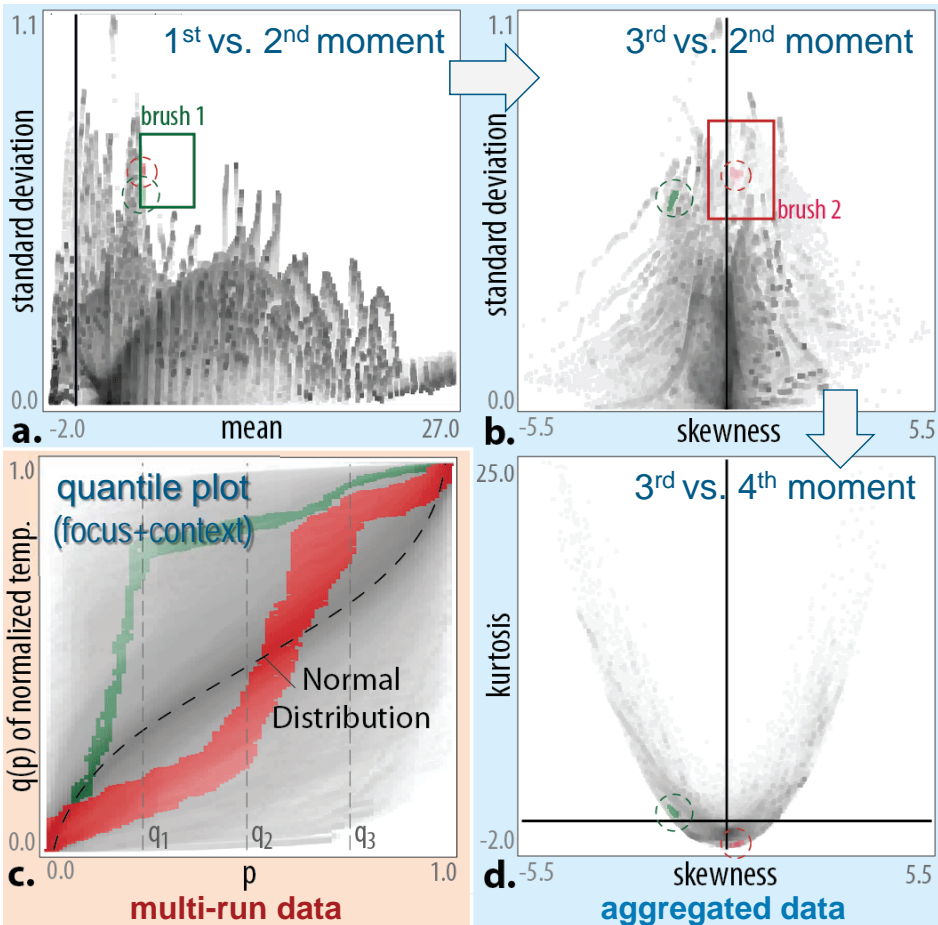 1.1
1st vs. 2nd moment
standard deviation
brush 1
0.0
-2.0
mean
27.0
a.
1.1
3rd vs. 2nd moment
standard deviation
brush 2
0.0
-5.5
skewness
5.5
b.
1.0
quantile plot
(focus+context)
q(p) of normalized temp.
Normal
Distribution
q1
q2
q3
0.0
0.0
p
1.0
c.
multi-run data
25.0
3rd vs. 4th moment
kurtosis
-2.0
-5.5
skewness
5.5
d.
aggregated data